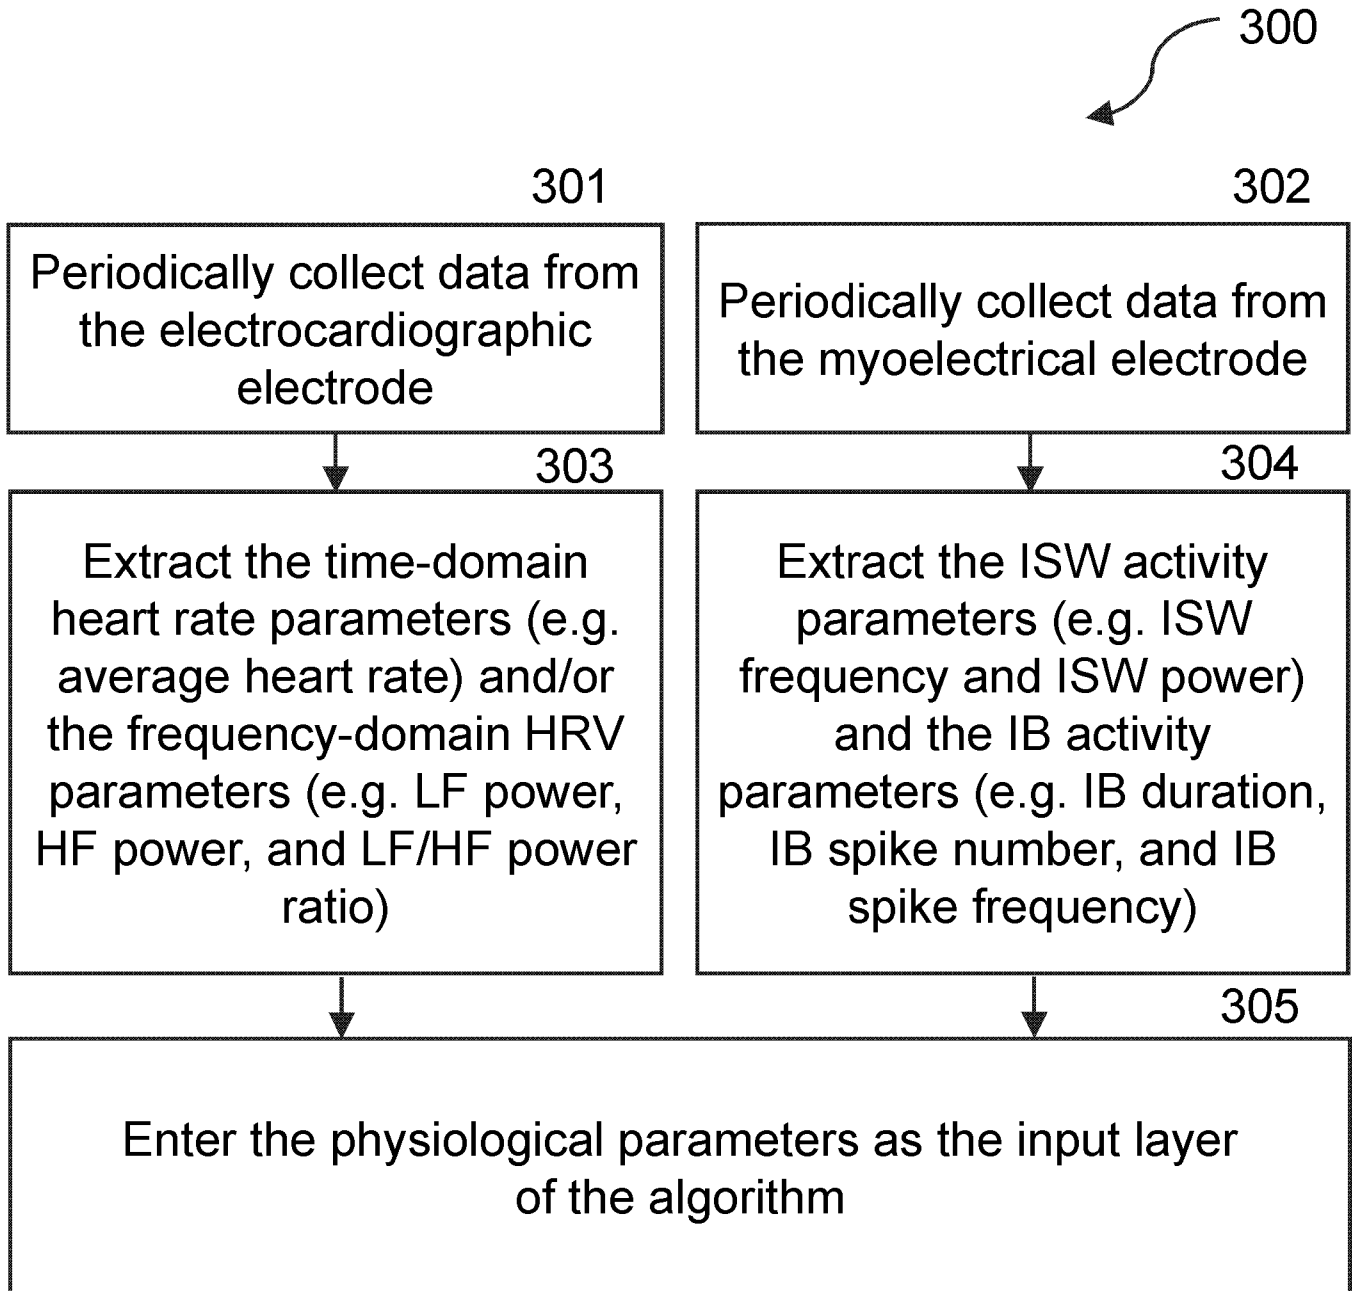 300
301
Periodically collect data from
the electrocardiographic
electrode
302
Periodically collect data from
the myoelectrical electrode
303
Extract the time-domain
heart rate parameters (e.g.
average heart rate) and/or
the frequency-domain HRV
parameters (e.g. LF power,
HF power, and LF/HF power
ratio)
304
Extract the ISW activity
parameters (e.g. ISW
frequency and ISW power)
and the IB activity
parameters (e.g. IB duration,
IB spike number, and IB
spike frequency)
305
Enter the physiological parameters as the input layer
of the algorithm